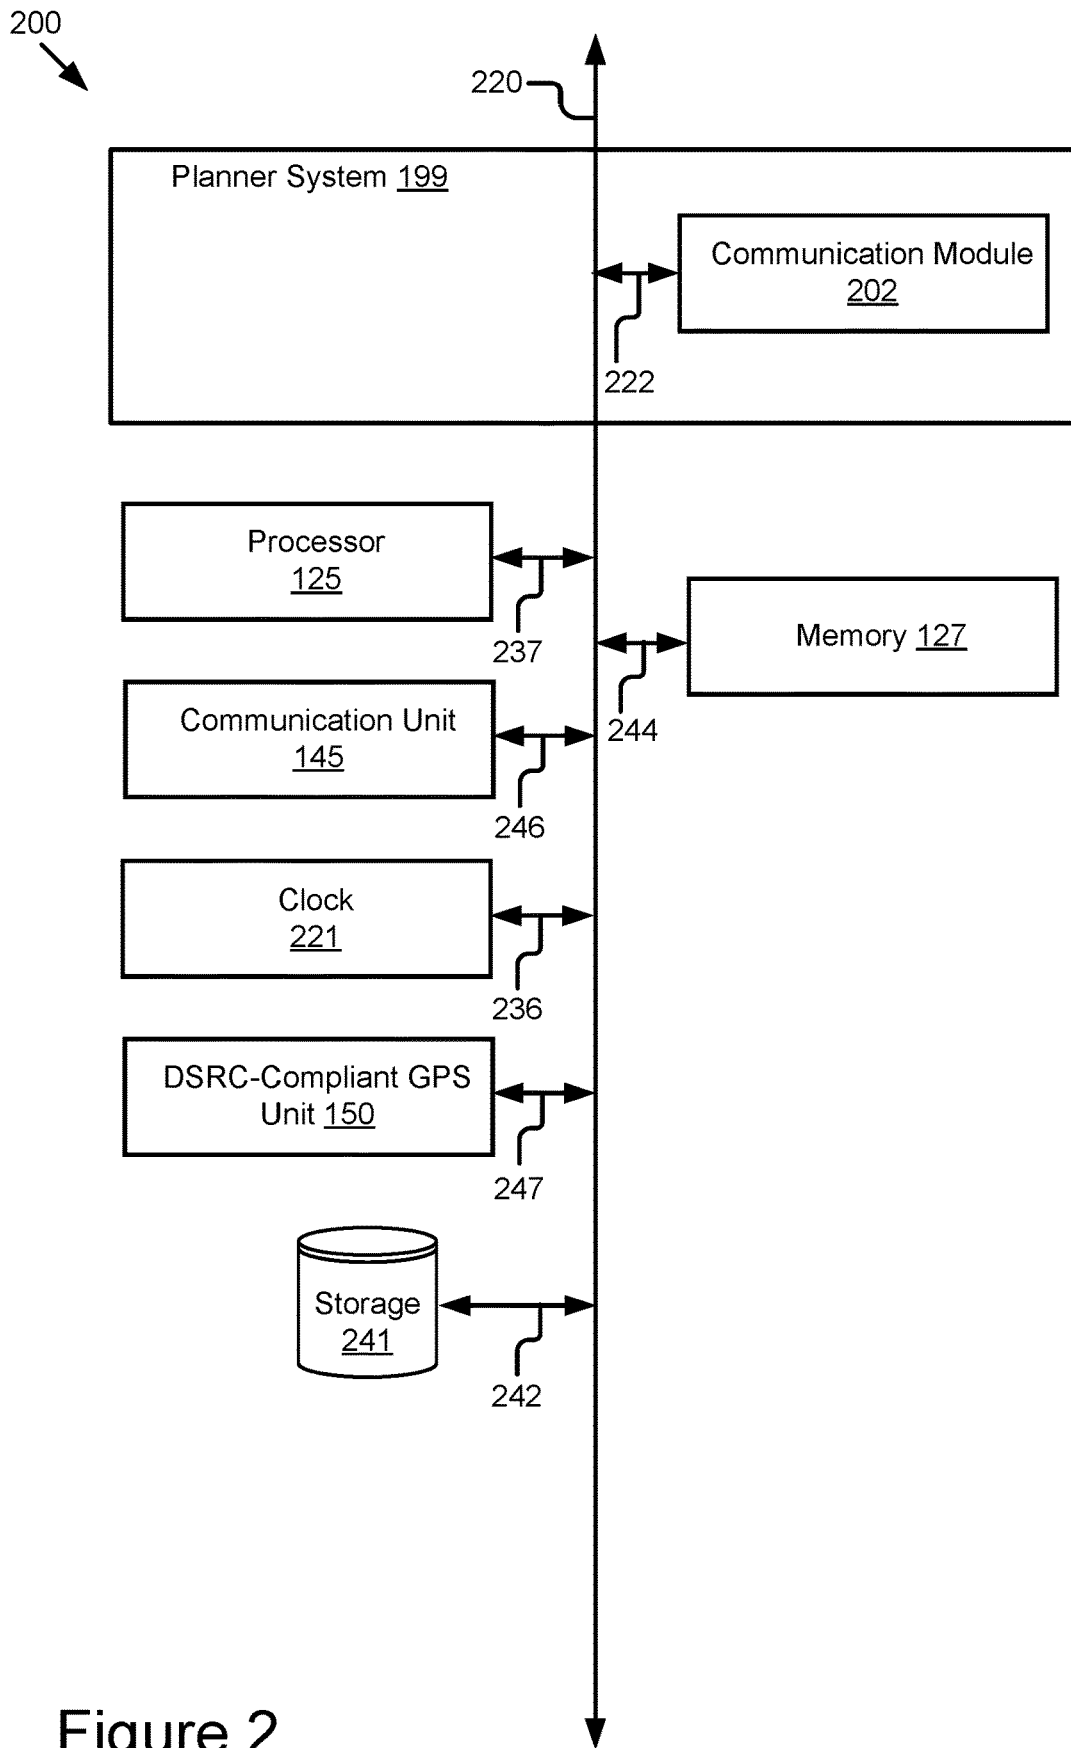 200
220
Planner System 199
Communication Module
202
222
Processor
125
237
Memory 127
244
Communication Unit
145
246
Clock
221
236
DSRC-Compliant GPS
Unit 150
247
Storage
241
242
Figure 2